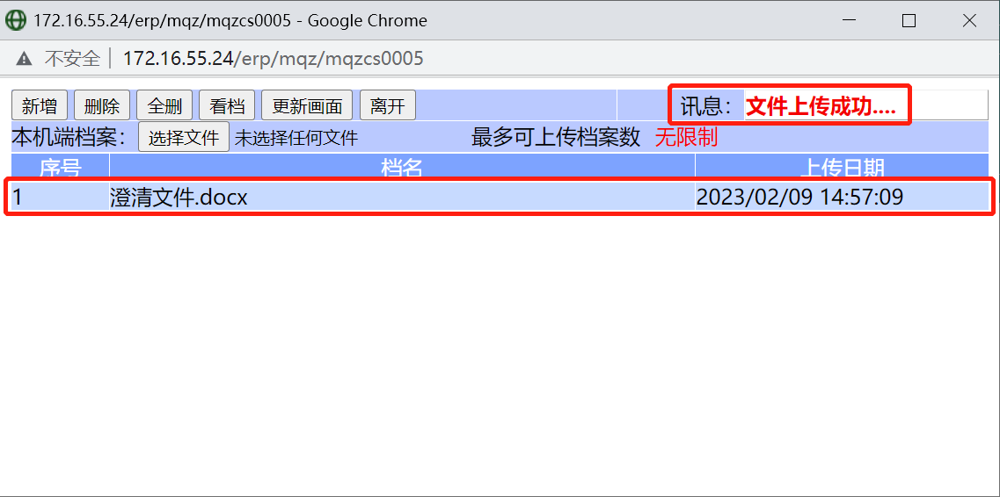 172.16.55.24/erp/mqz/mqzcs0005 - Google Chrome
不安全 | 172.16.55.24/erp/mqz/mqzcs0005
新增 删除 全删 看档 更新画面 离开 讯息: 文件上传成功....
本机端档案: 选择文件 未选择任何文件 最多可上传档案数 无限制
序号 档名 上传日期
1 澄清文件.docx 2023/02/09 14:57:09